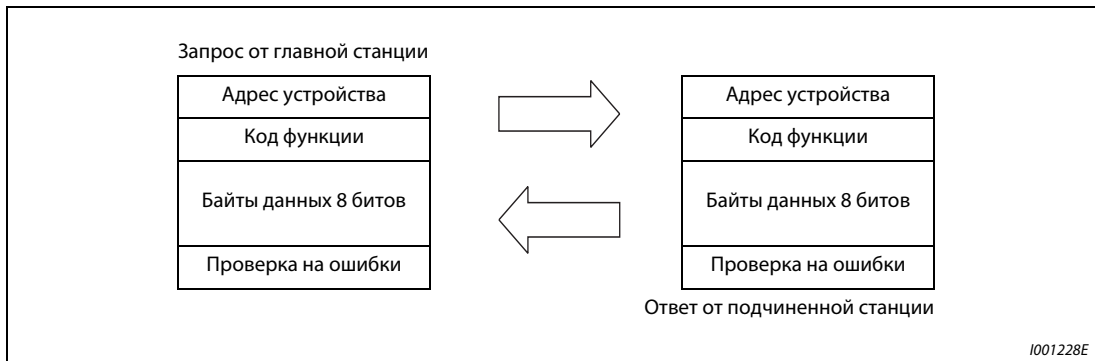 Запрос от главной станции
Адрес устройства
Код функции
Байты данных 8 битов
Проверка на ошибки
Адрес устройства
Код функции
Байты данных 8 битов
Проверка на ошибки
Ответ от подчиненной станции
I001228E